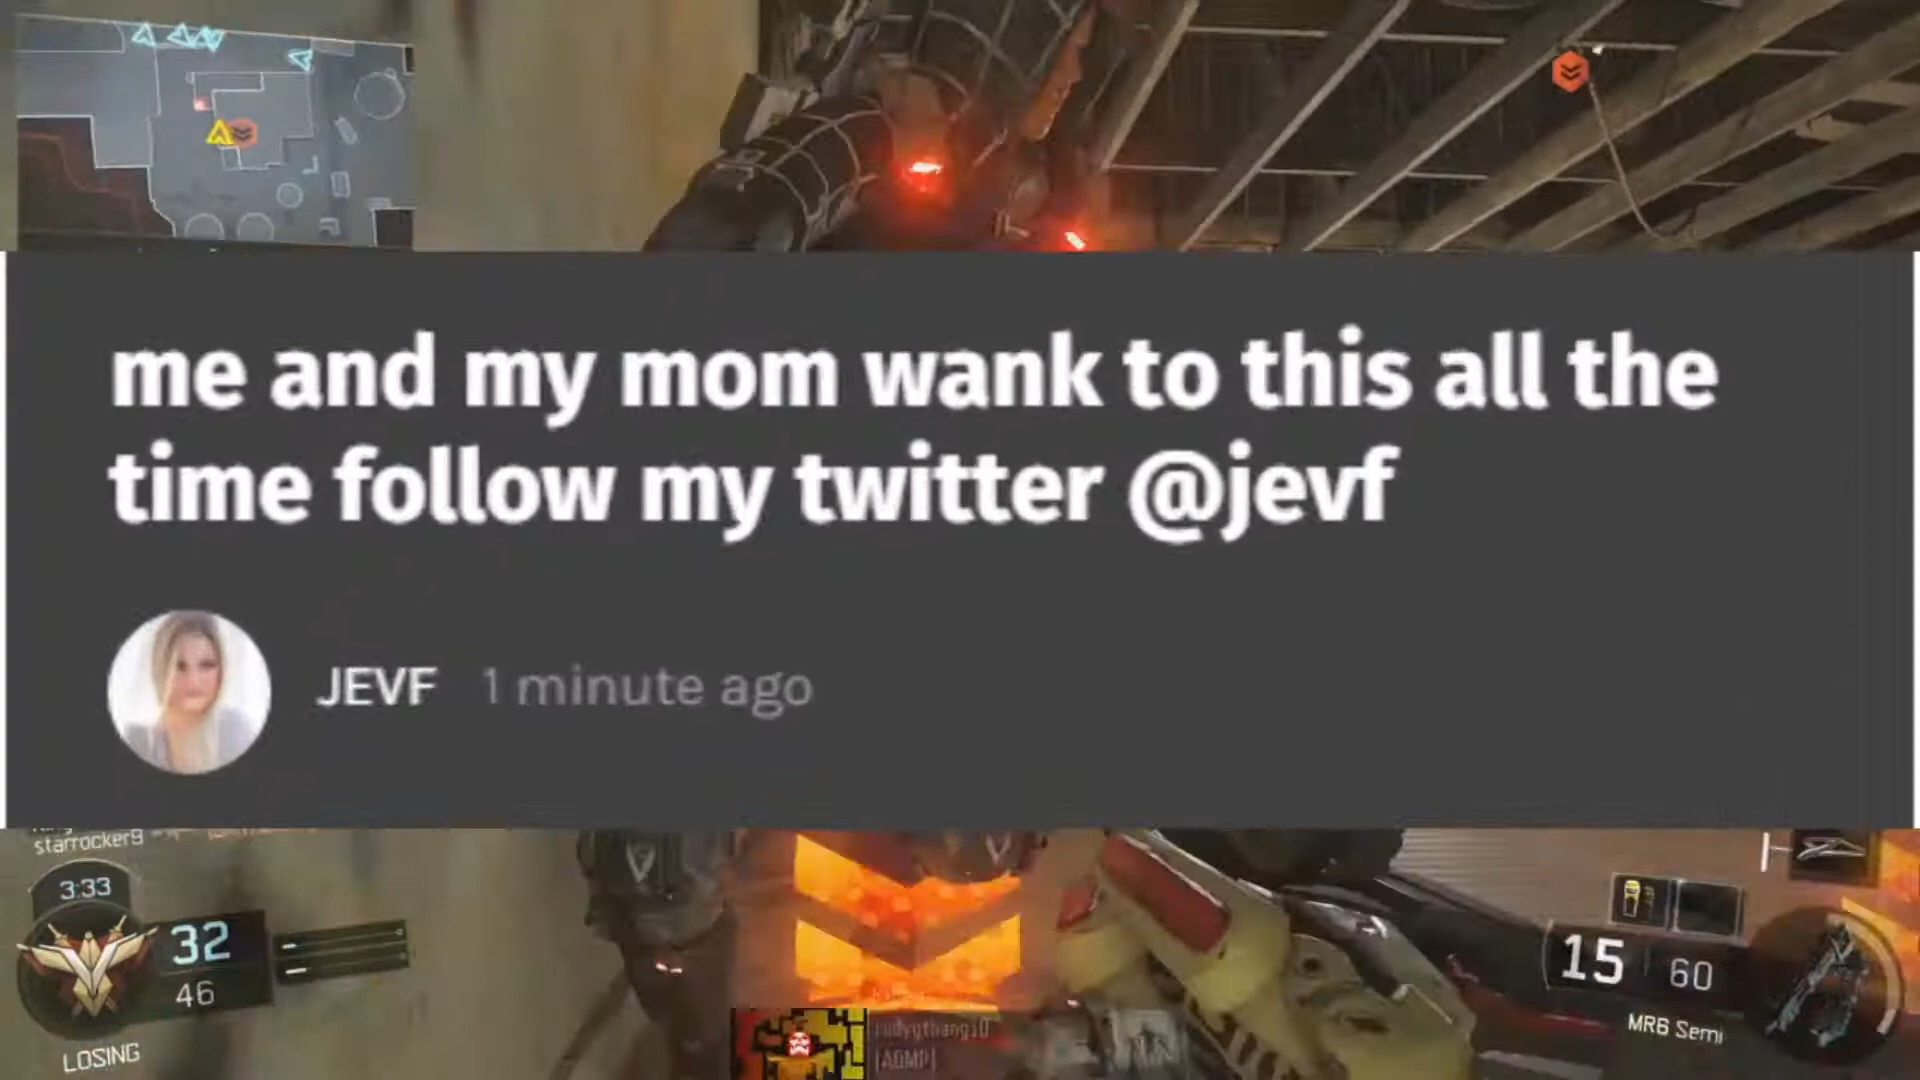 me and my mom wank to this all the
time follow my twitter @jevf
JEVF 1 minute ago
starrocker9
3:33
32
46
LOSING
15 60
MR6 Semi
rudygthang10